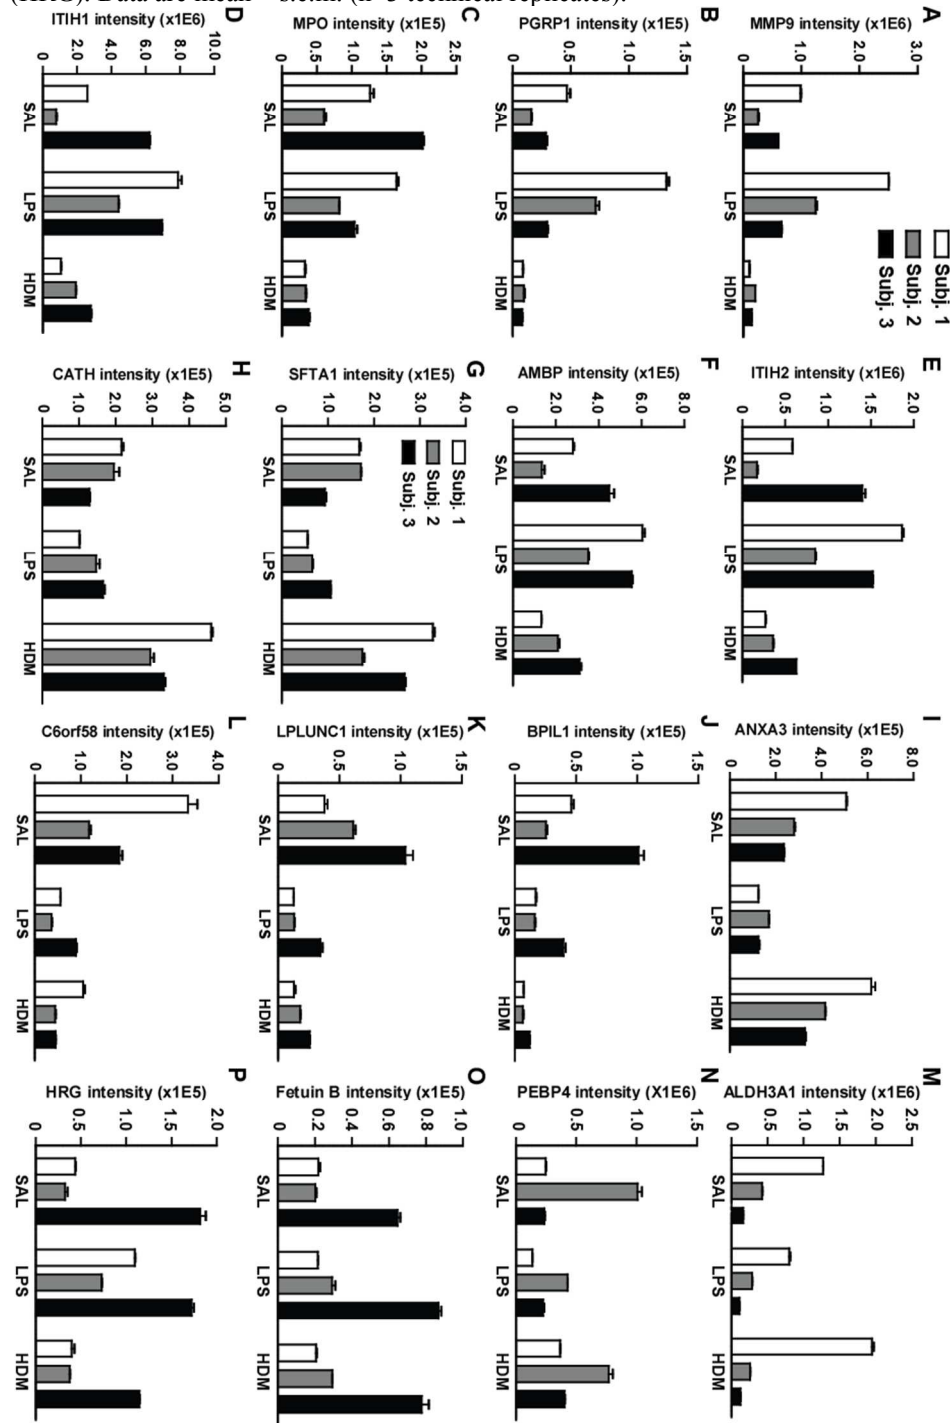 (HRG). Data are mean s.e.m. (n 3 technical replicates).
A
MMP9 intensity (x1E6)
0 1.0 2.0 3.0
SAL LPS HDM
Subj. 1
Subj. 2
Subj. 3
B
PGRP1 intensity (x1E5)
0 0.5 1.0 1.5
SAL LPS HDM
C
MPO intensity (x1E5)
0 0.5 1.0 1.5 2.0 2.5
SAL LPS HDM
D
ITIH1 intensity (x1E6)
0 2.0 4.0 6.0 8.0 10.0
SAL LPS HDM
E
ITIH2 intensity (x1E6)
0 0.5 1.0 1.5 2.0
SAL LPS HDM
F
AMBP intensity (x1E5)
0 2.0 4.0 6.0 8.0
SAL LPS HDM
G
SFTA1 intensity (x1E5)
0 1.0 2.0 3.0 4.0
SAL LPS HDM
Subj. 1
Subj. 2
Subj. 3
H
CATH intensity (x1E5)
0 1.0 2.0 3.0 4.0 5.0
SAL LPS HDM
I
ANXA3 intensity (x1E5)
0 2.0 4.0 6.0 8.0
SAL LPS HDM
J
BPIL1 intensity (x1E5)
0 0.5 1.0 1.5
SAL LPS HDM
K
LPLUNC1 intensity (x1E5)
0 0.5 1.0 1.5
SAL LPS HDM
L
C6orf58 intensity (x1E5)
0 1.0 2.0 3.0 4.0
SAL LPS HDM
M
ALDH3A1 intensity (x1E6)
0 0.5 1.0 1.5 2.0 2.5
SAL LPS HDM
N
PEBP4 intensity (X1E6)
0 0.5 1.0 1.5
SAL LPS HDM
O
Fetuin B intensity (x1E5)
0 0.2 0.4 0.6 0.8 1.0
SAL LPS HDM
P
HRG intensity (x1E5)
0 0.5 1.0 1.5 2.0
SAL LPS HDM